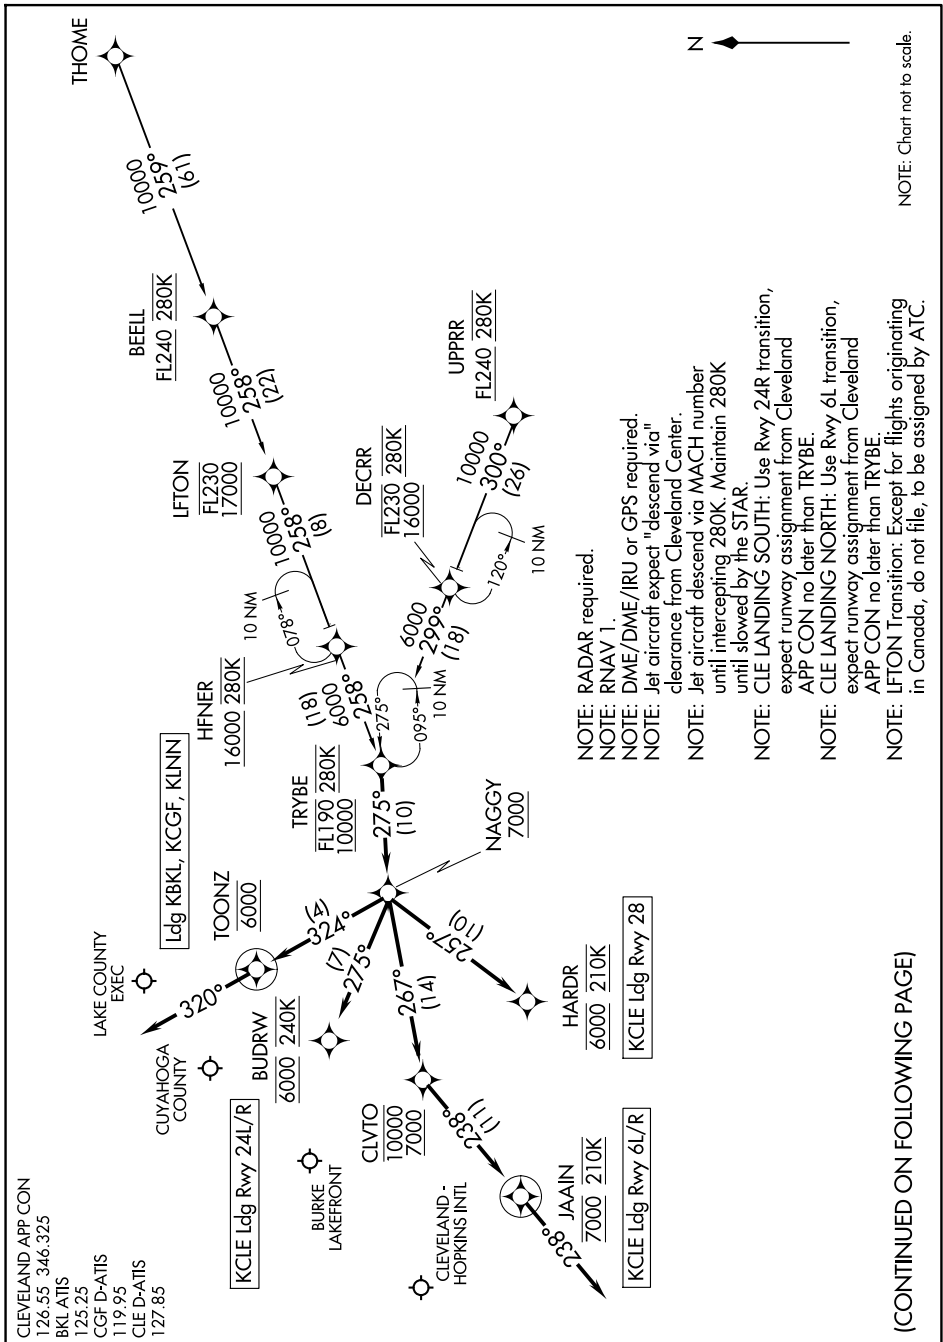 CLEVELAND APP CON
126.55 346.325
BKL ATIS
125.25
CGF D-ATIS
119.95
CLE D-ATIS
127.85
THOME
10000
259°
(61)
BEELL
FL240 280K
10000
258°
(22)
LFTON
FL230
17000
10000
258°
(8)
10 NM
078°
HFNER
16000 280K
(18)
6000
258°
UPPRR
FL240 280K
10000
300°
(26)
DECRR
FL230 280K
16000
120°
10 NM
6000
299°
(18)
TRYBE
FL190 280K
10000
275°
095°
10 NM
275°
(10)
NAGGY
7000
Ldg KBKL, KCGF, KLNN
TOONZ
6000
(4)
324°
320°
LAKE COUNTY
EXEC
CUYAHOGA
COUNTY
(7)
275°
BUDRW
6000 240K
KCLE Ldg Rwy 24L/R
BURKE
LAKEFRONT
267°
(14)
CLVTO
10000
7000
238°
(11)
CLEVELAND -
HOPKINS INTL
JAAIN
7000 210K
238°
KCLE Ldg Rwy 6L/R
257°
(10)
HARDR
6000 210K
KCLE Ldg Rwy 28
N
NOTE: RADAR required.
NOTE: RNAV 1.
NOTE: DME/DME/IRU or GPS required.
NOTE: Jet aircraft expect "descend via"
clearance from Cleveland Center.
NOTE: Jet aircraft descend via MACH number
until intercepting 280K. Maintain 280K
until slowed by the STAR.
NOTE: CLE LANDING SOUTH: Use Rwy 24R transition,
expect runway assignment from Cleveland
APP CON no later than TRYBE.
NOTE: CLE LANDING NORTH: Use Rwy 6L transition,
expect runway assignment from Cleveland
APP CON no later than TRYBE.
NOTE: LFTON Transition: Except for flights originating
in Canada, do not file, to be assigned by ATC.
NOTE: Chart not to scale.
(CONTINUED ON FOLLOWING PAGE)